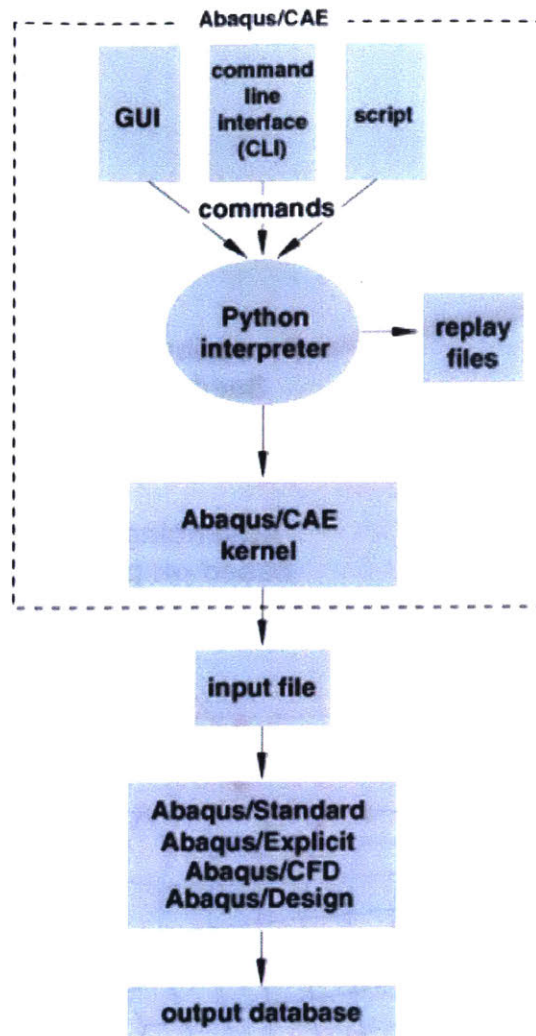 Abaqus/CAE
GUI
command
line
interface
(CLI)
script
commands
Python
interpreter
replay
files
Abaqus/CAE
kernel
input file
Abaqus/Standard
Abaqus/Explicit
Abaqus/CFD
Abaqus/Design
output database